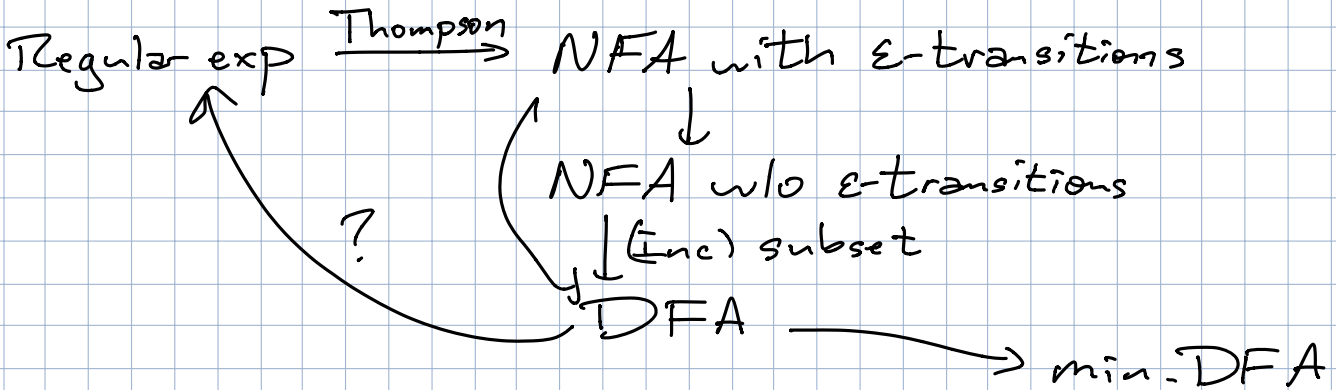 Regular exp Thompson NFA with ε-transitions
NFA w/o ε-transitions
? (Inc) subset
DFA
min. DFA